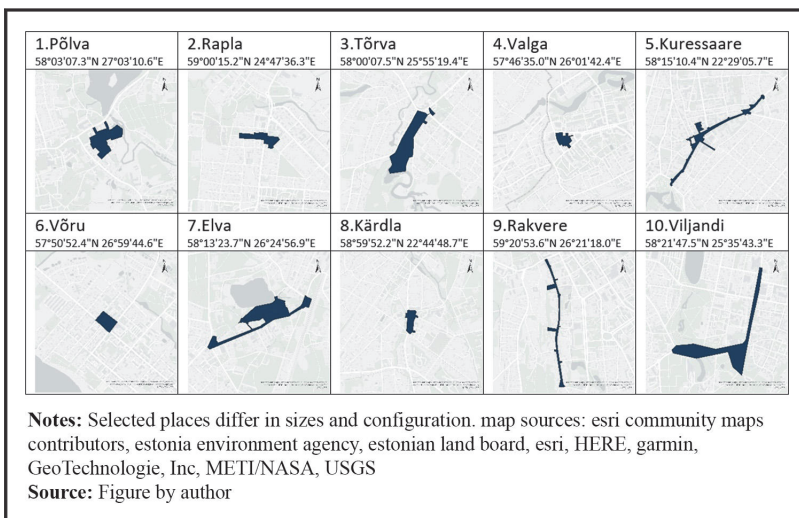 1.Põlva
58°03'07.3"N 27°03'10.6"E
2.Rapla
59°00'15.2"N 24°47'36.3"E
3.Tõrva
58°00'07.5"N 25°55'19.4"E
4.Valga
57°46'35.0"N 26°01'42.4"E
5.Kuressaare
58°15'10.4"N 22°29'05.7"E
6.Võru
57°50'52.4"N 26°59'44.6"E
7.Elva
58°13'23.7"N 26°24'56.9"E
8.Kärdla
58°59'52.2"N 22°44'48.7"E
9.Rakvere
59°20'53.6"N 26°21'18.0"E
10.Viljandi
58°21'47.5"N 25°35'43.3"E
Notes: Selected places differ in sizes and configuration. map sources: esri community maps
contributors, estonia environment agency, estonian land board, esri, HERE, garmin,
GeoTechnologie, Inc, METI/NASA, USGS
Source: Figure by author